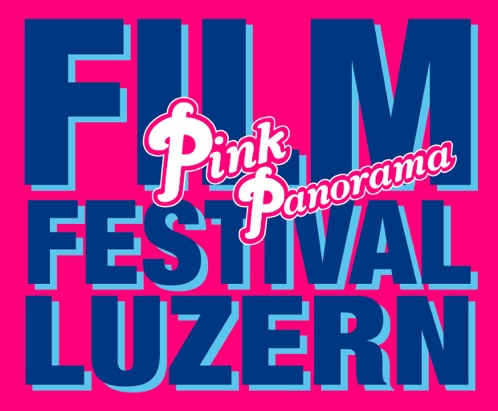 FILM
Pink
Panorama
FESTIVAL
LUZERN